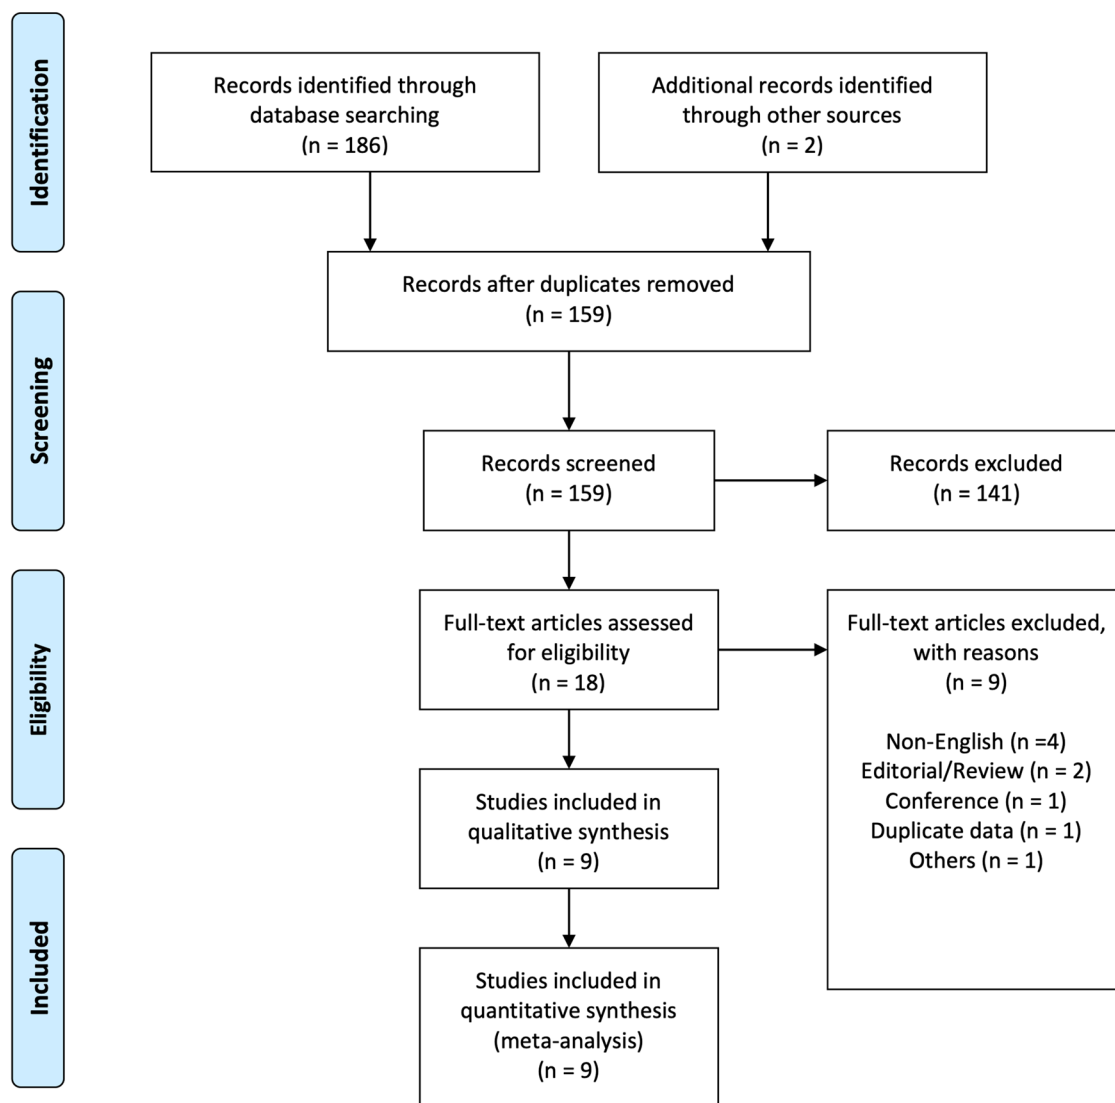 Identification
Records identified through
database searching
(n = 186)
Additional records identified
through other sources
(n = 2)
Records after duplicates removed
(n = 159)
Screening
Records screened
(n = 159)
Records excluded
(n = 141)
Eligibility
Full-text articles assessed
for eligibility
(n = 18)
Full-text articles excluded,
with reasons
(n = 9)
Non-English (n =4)
Editorial/Review (n = 2)
Conference (n = 1)
Duplicate data (n = 1)
Others (n = 1)
Studies included in
qualitative synthesis
(n = 9)
Included
Studies included in
quantitative synthesis
(meta-analysis)
(n = 9)